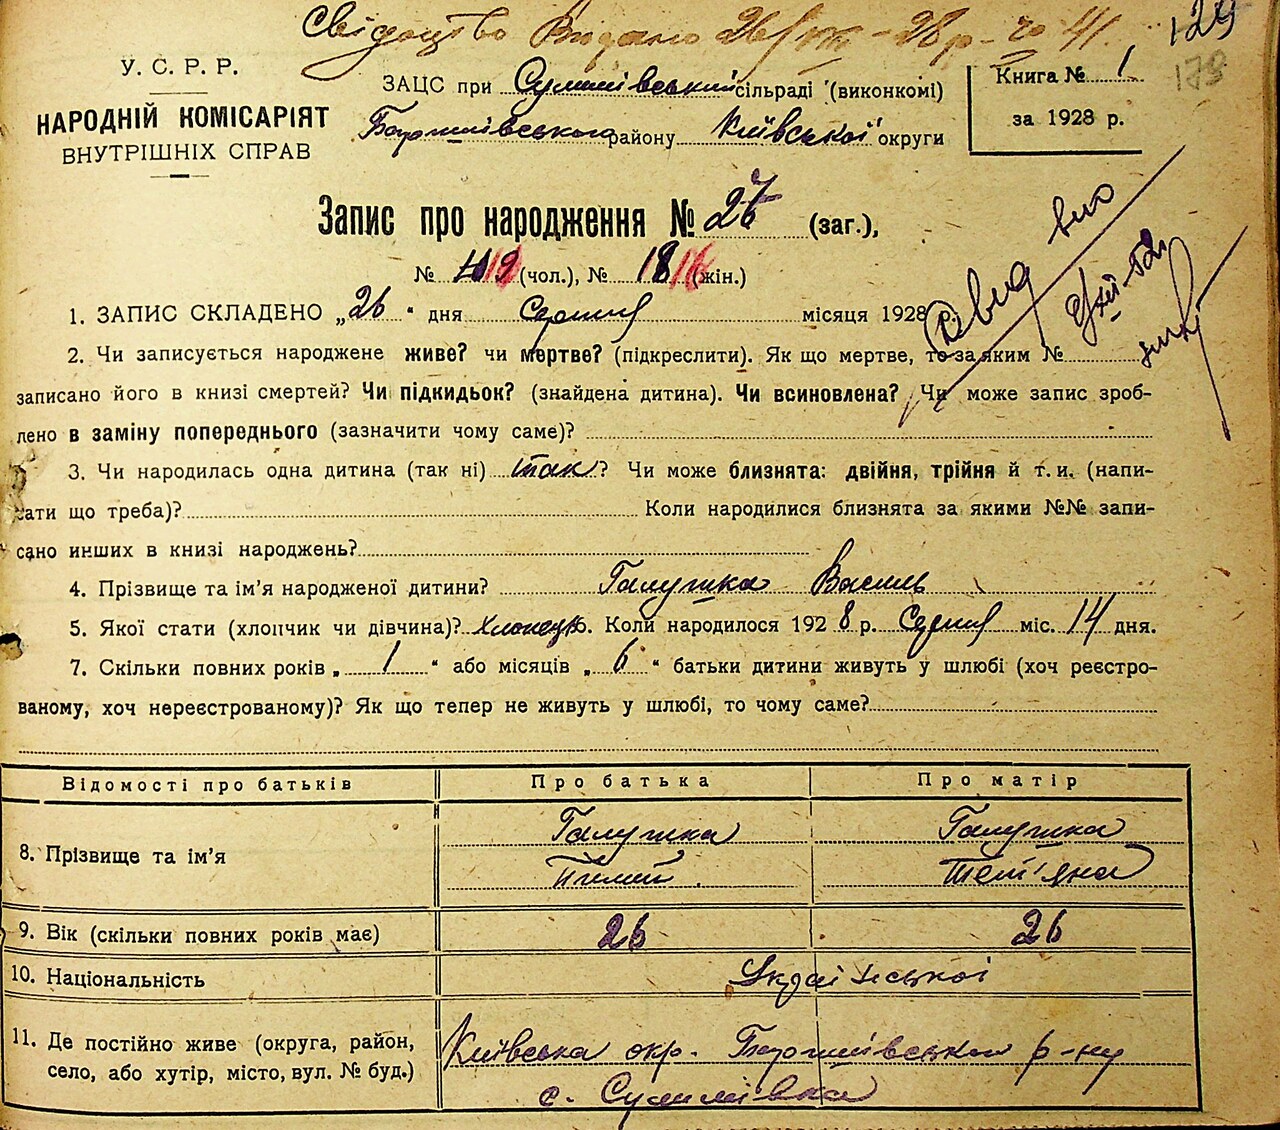 Свідоцтво Видано 26/VIII-28 р. - го 41.
129
179
У. С. Р. Р.
НАРОДНІЙ КОМІСАРІЯТ
ВНУТРІШНІХ СПРАВ
ЗАЦС при Сулимівський сільраді (виконкомі)
Баришівського району Київської округи
Книга № 1
за 1928 р.
Запис про народження № 27 (заг.),
№ (чол.), № (жін.)
1. ЗАПИС СКЛАДЕНО „26" дня Серпня місяця 1928 р.
2. Чи записується народжене живе? чи мертве? (підкреслити). Як що мертве, то за яким №
записано його в книзі смертей? Чи підкидьок? (знайдена дитина). Чи всиновлена? Чи може запис зроб-
лено в заміну попереднього (зазначити чому саме)?
3. Чи народилась одна дитина (так ні) так? Чи може близнята: двійня, трійня й т. и. (напи-
сати що треба)? Коли народилися близнята за якими №№ запи-
сано инших в книзі народжень?
4. Прізвище та ім'я народженої дитини? Галушка Василь
5. Якої стати (хлопчик чи дівчина)? хлопець 6. Коли народилося 1928 р. Серпня міс. 14 дня.
7. Скільки повних років „1" або місяців „6" батьки дитини живуть у шлюбі (хоч реєстро-
ваному, хоч нереєстрованому)? Як що тепер не живуть у шлюбі, то чому саме?
Відомості про батьків Про батька Про матір
8. Прізвище та ім'я Галушка Галушка
Тетяна
9. Вік (скільки повних років має) 26 26
10. Національність Української
11. Де постійно живе (округа, район, Київська окр. Баришівського р-ну
село, або хутір, місто, вул. № буд.) с. Сулимівка